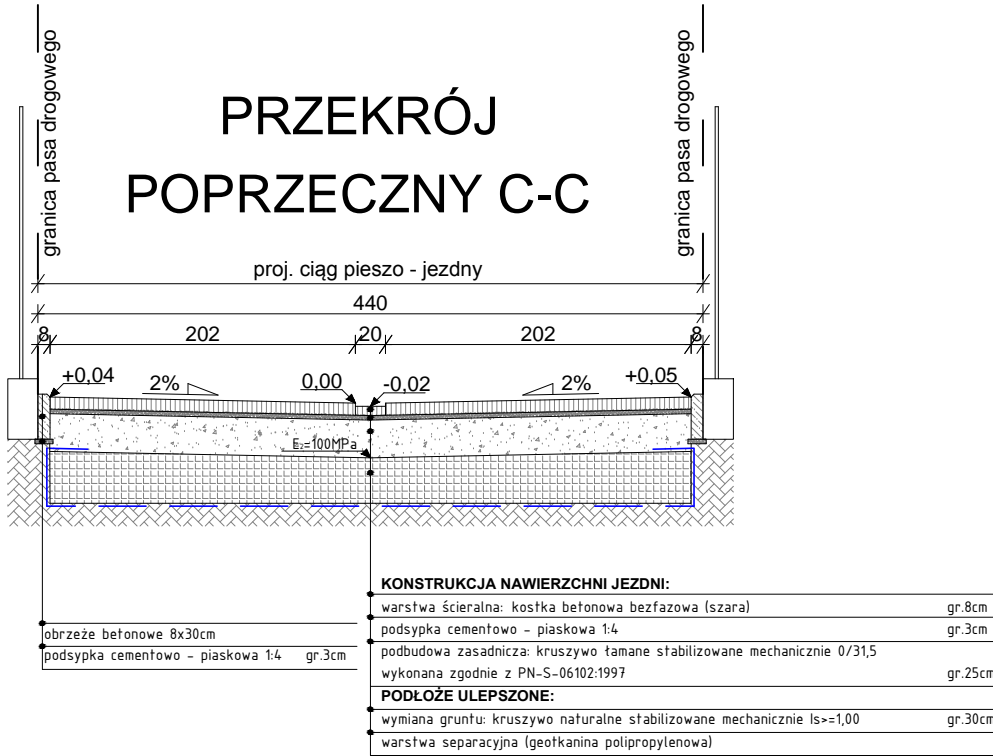 granica pasa drogowego
granica pasa drogowego
PRZEKRÓJ
POPRZECZNY C-C
proj. ciąg pieszo - jezdny
440
8 202 20 202 8
+0,04 2% 0,00 -0,02 2% +0,05
E₂=100MPa
KONSTRUKCJA NAWIERZCHNI JEZDNI:
warstwa ścieralna: kostka betonowa bezfazowa (szara) gr.8cm
podsypka cementowo - piaskowa 1:4 gr.3cm
podbudowa zasadnicza: kruszywo łamane stabilizowane mechanicznie 0/31,5
wykonana zgodnie z PN-S-06102:1997 gr.25cm
PODŁOŻE ULEPSZONE:
wymiana gruntu: kruszywo naturalne stabilizowane mechanicznie Is>=1,00 gr.30cm
warstwa separacyjna (geotkanina polipropylenowa)
obrzeże betonowe 8x30cm
podsypka cementowo - piaskowa 1:4 gr.3cm